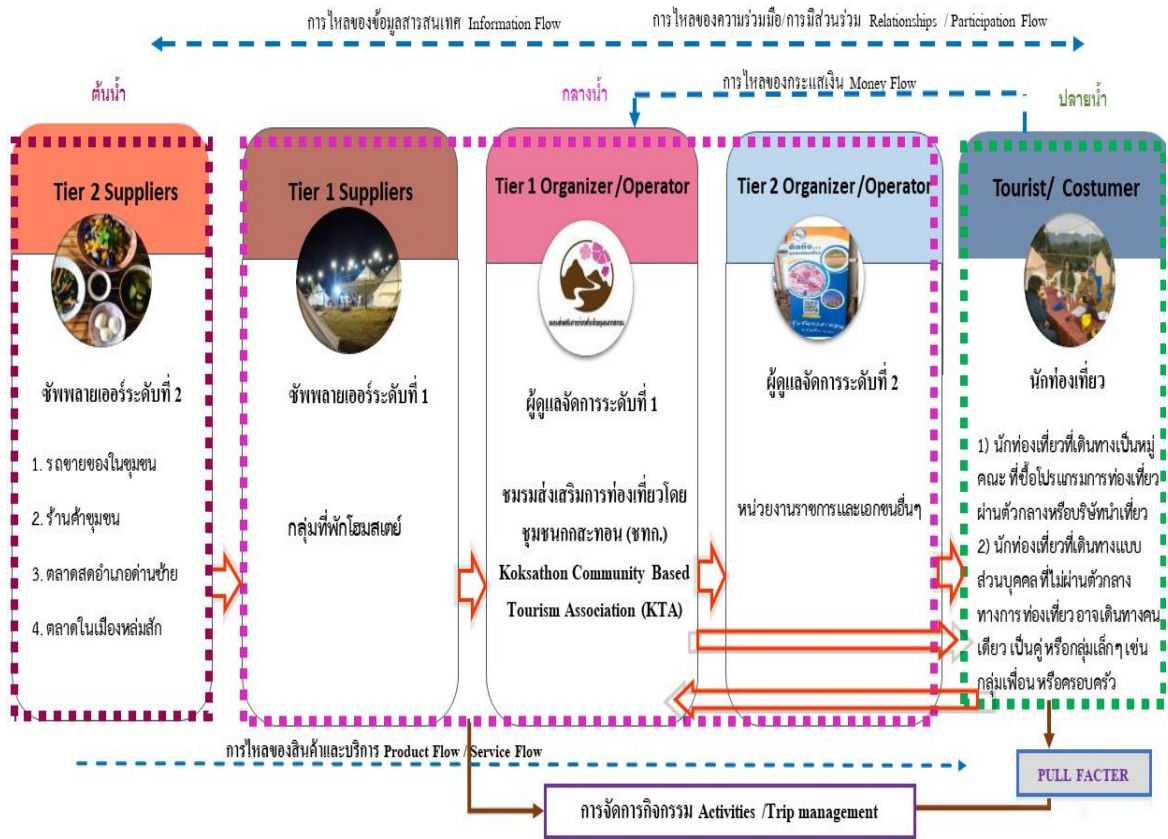 การไหลของข้อมูลสารสนเทศ Information Flow
การไหลของความร่วมมือ/การมีส่วนร่วม Relationships / Participation Flow
การไหลของกระแสเงิน Money Flow
ต้นน้ำ
กลางน้ำ
ปลายน้ำ
Tier 2 Suppliers
ซัพพลายเออร์ระดับที่ 2
1. รถขายของในชุมชน
2. ร้านค้าชุมชน
3. ตลาดสดอำเภอด่านซ้าย
4. ตลาดในเมืองหล่มสัก
Tier 1 Suppliers
ซัพพลายเออร์ระดับที่ 1
กลุ่มที่พักโฮมสเตย์
Tier 1 Organizer /Operator
ผู้ดูแลจัดการระดับที่ 1
ชมรมส่งเสริมการท่องเที่ยวโดย
ชุมชนกกสะทอน (ชทก.)
Koksathon Community Based
Tourism Association (KTA)
Tier 2 Organizer /Operator
ผู้ดูแลจัดการระดับที่ 2
หน่วยงานราชการและเอกชนอื่นๆ
Tourist/ Costumer
นักท่องเที่ยว
1) นักท่องเที่ยวที่เดินทางเป็นหมู่
คณะ ที่ซื้อโปรแกรมการท่องเที่ยว
ผ่านตัวกลางหรือบริษัทนำเที่ยว
2) นักท่องเที่ยวที่เดินทางแบบ
ส่วนบุคคล ที่ไม่ผ่านตัวกลาง
ทางการ ท่องเที่ยว อาจเดินทางคน
เดียว เป็นคู่ หรือกลุ่มเล็กๆ เช่น
กลุ่มเพื่อน หรือครอบครัว
การไหลของสินค้าและบริการ Product Flow / Service Flow
PULL FACTER
การจัดการกิจกรรม Activities /Trip management